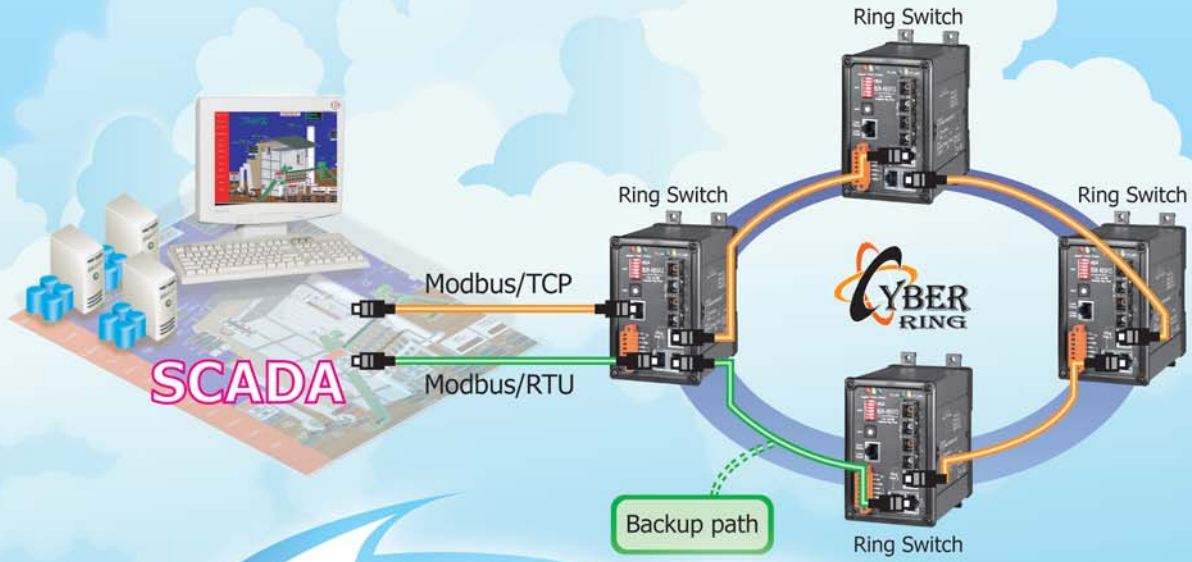 Ring Switch
Ring Switch
Ring Switch
Modbus/TCP
CYBER
RING
SCADA
Modbus/RTU
Backup path
Ring Switch